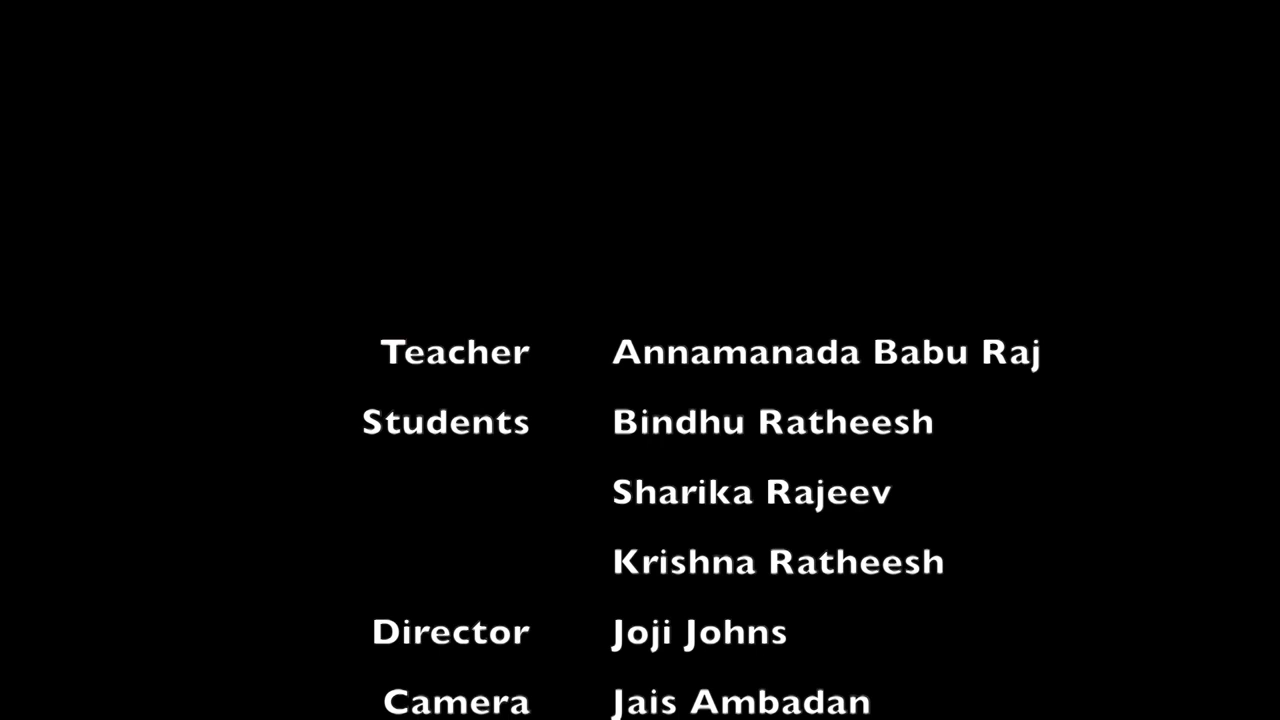 Teacher Annamanada Babu Raj
Students Bindhu Ratheesh
Sharika Rajeev
Krishna Ratheesh
Director Joji Johns
Camera Jais Ambadan